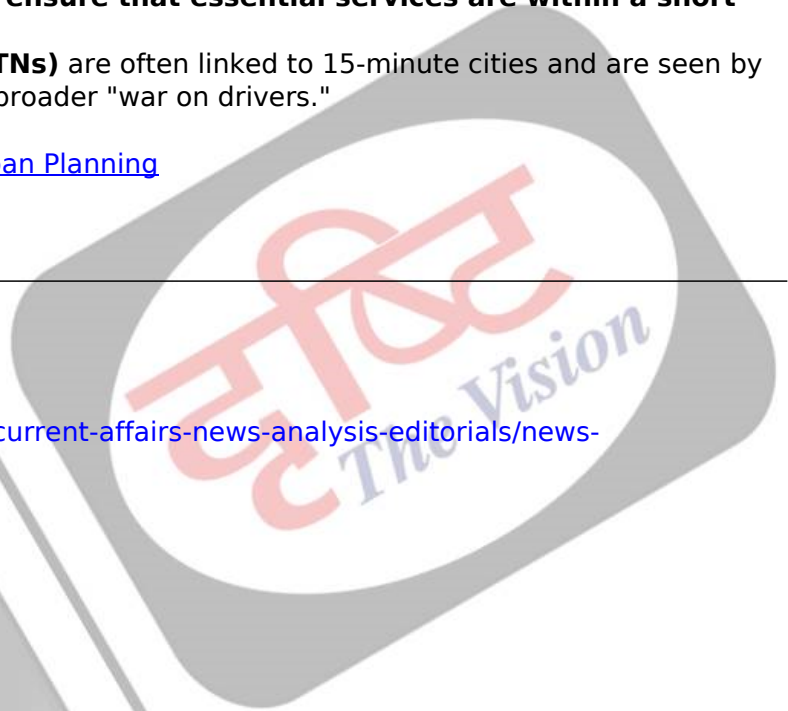 ensure that essential services are within a short
TNs) are often linked to 15-minute cities and are seen by
broader "war on drivers."
an Planning
दृष्टि
The Vision
current-affairs-news-analysis-editorials/news-